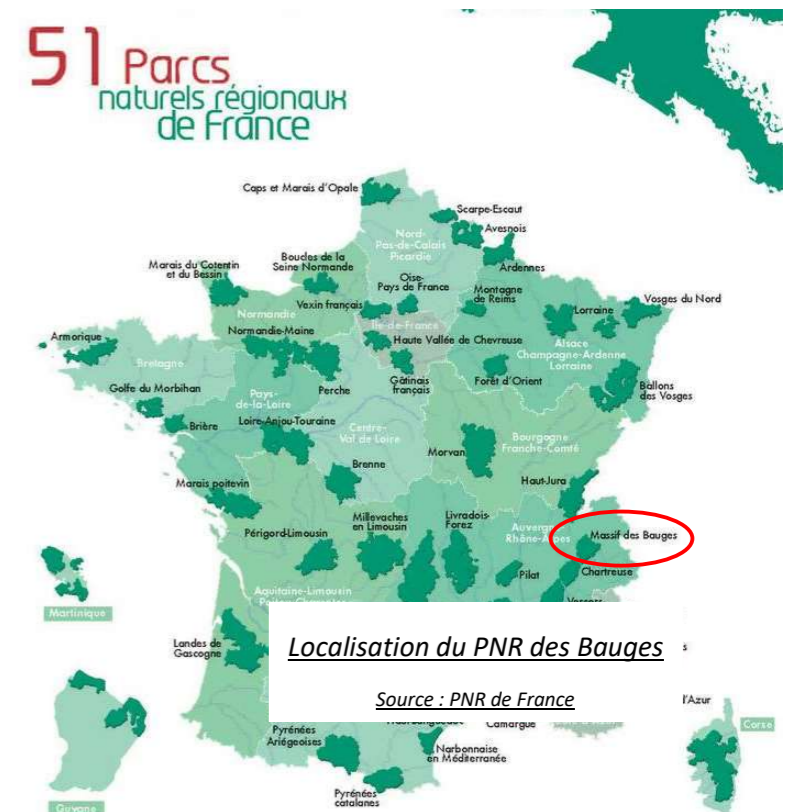 51 Parcs
naturels régionaux
de France
Caps et Marais d'Opale
Scarpe-Escaut
Avesnois
Nord-
Pas-de-Calais
Picardie
Ardennes
Marais du Cotentin
et du Bessin
Boucles de la
Seine Normande
Oise-
Pays de France
Montagne
de Reims
Vexin français
Lorraine
Vosges du Nord
Normandie
Ile-de-France
Armorique
Normandie-Maine
Haute Vallée de Chevreuse
Alsace
Champagne-Ardenne
Lorraine
Bretagne
Golfe du Morbihan
Perche
Gâtinais
français
Forêt d'Orient
Ballons
des Vosges
Pays-
de-la-Loire
Brière
Loire-Anjou-Touraine
Centre-
Val de Loire
Bourgogne
Franche-Comté
Morvan
Brenne
Haut-Jura
Marais poitevin
Millevaches
en Limousin
Livradois-
Forez
Périgord-Limousin
Rhône-Alpes
Massif des Bauges
Pilat
Chartreuse
Aquitaine-Limousin
Martinique
Landes de
Gascogne
Localisation du PNR des Bauges
Source : PNR de France
d'Azur
Camargue
Corse
Pyrénées
Ariégeoises
Narbonnaise
en Méditerranée
Pyrénées
catalanes
Guyane